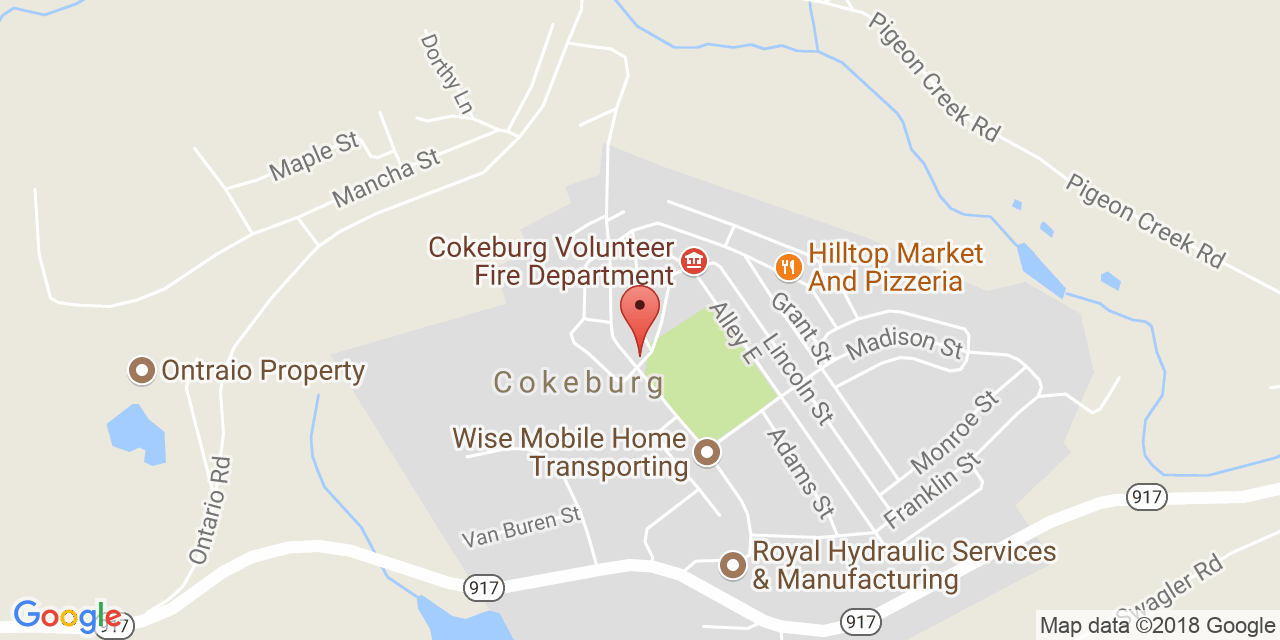 Dorthy Ln
Pigeon Creek Rd
Maple St
Mancha St
Pigeon Creek Rd
Cokeburg Volunteer
Fire Department
Hilltop Market
And Pizzeria
Alley E
Grant St
Lincoln St
Madison St
Ontraio Property
Cokeburg
Wise Mobile Home
Transporting
Adams St
Monroe St
Franklin St
Ontario Rd
Van Buren St
917
Royal Hydraulic Services
& Manufacturing
917
917
917
Swagler Rd
Google
Map data ©2018 Google